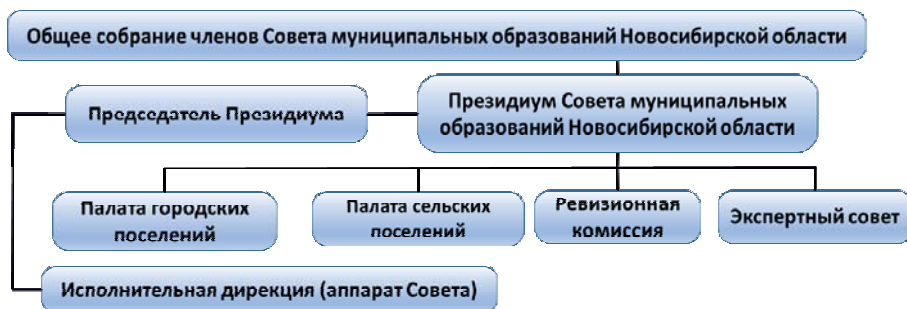 Общее собрание членов Совета муниципальных образований Новосибирской области
Председатель Президиума
Президиум Совета муниципальных
образований Новосибирской области
Палата городских
поселений
Палата сельских
поселений
Ревизионная
комиссия
Экспертный совет
Исполнительная дирекция (аппарат Совета)